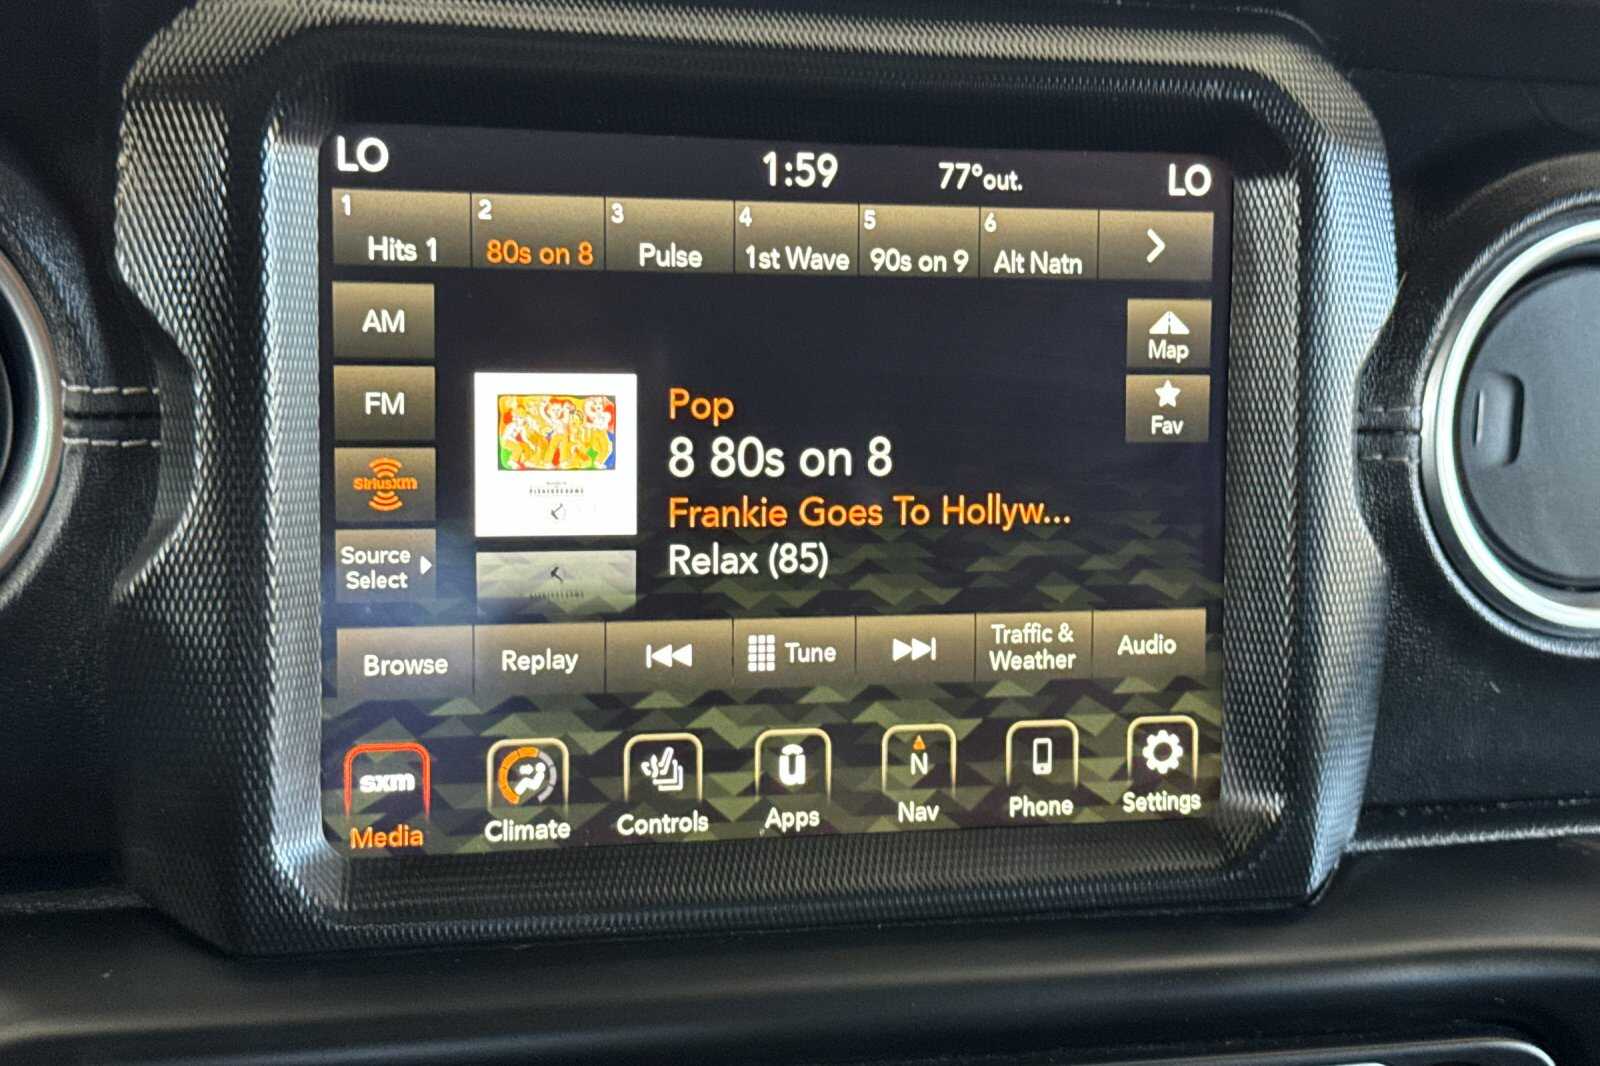 LO 1:59 77°out. LO
1 2 3 4 5 6
Hits 1 80s on 8 Pulse 1st Wave 90s on 9 Alt Natn
AM
Map
FM
Fav
Pop
8 80s on 8
SiriusXM
Frankie Goes To Hollyw...
Relax (85)
Source
Select
Browse Replay Tune Traffic & Audio
Weather
sxm N
Media Climate Controls Apps Nav Phone Settings